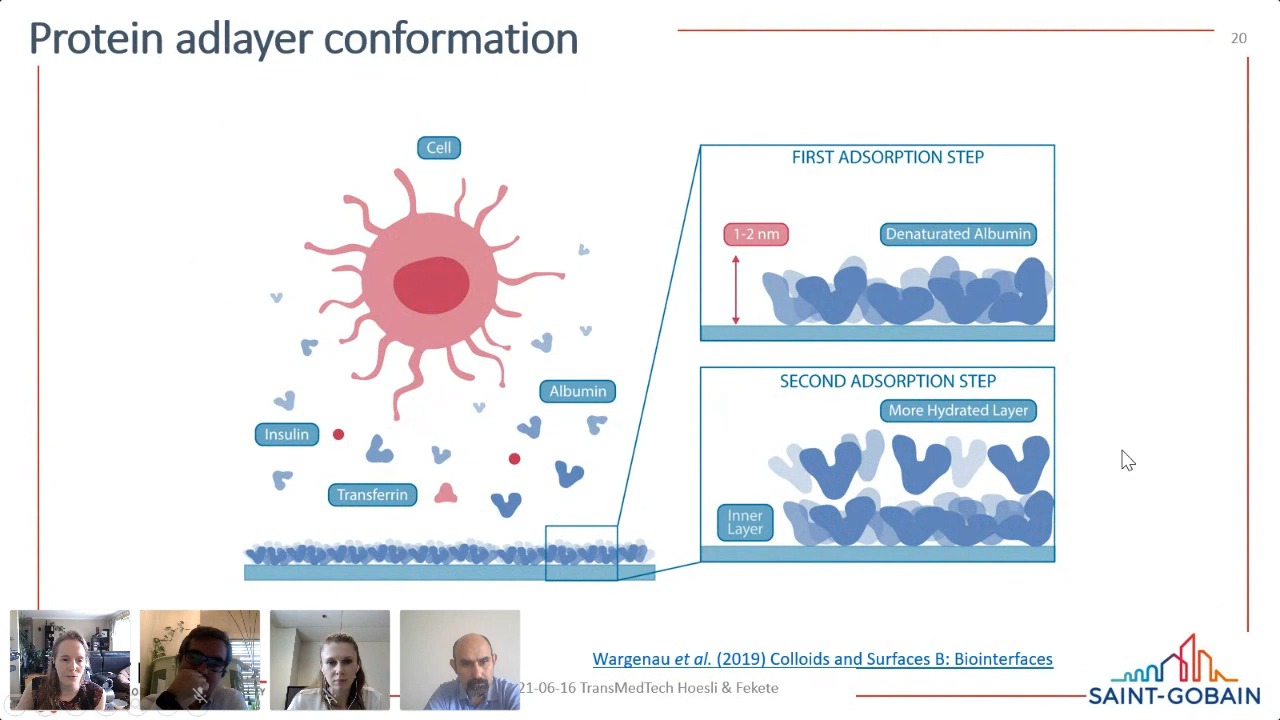 Protein adlayer conformation
20
Cell
FIRST ADSORPTION STEP
1-2 nm
Denaturated Albumin
SECOND ADSORPTION STEP
Albumin
More Hydrated Layer
Insulin
Transferrin
Inner
Layer
Wargenau et al. (2019) Colloids and Surfaces B: Biointerfaces
21-06-16 TransMedTech Hoesli & Fekete
SAINT-GOBAIN